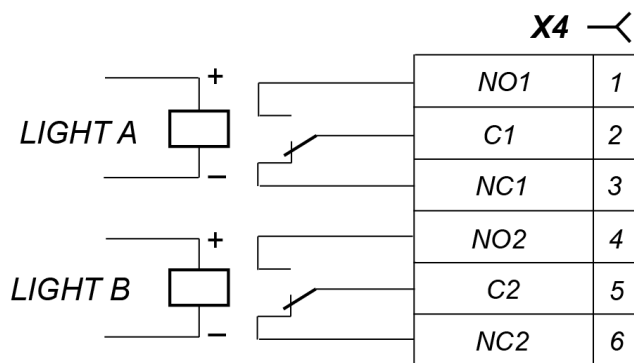 X4
NO1 1
+
LIGHT A
C1 2
–
NC1 3
NO2 4
+
LIGHT B
C2 5
–
NC2 6